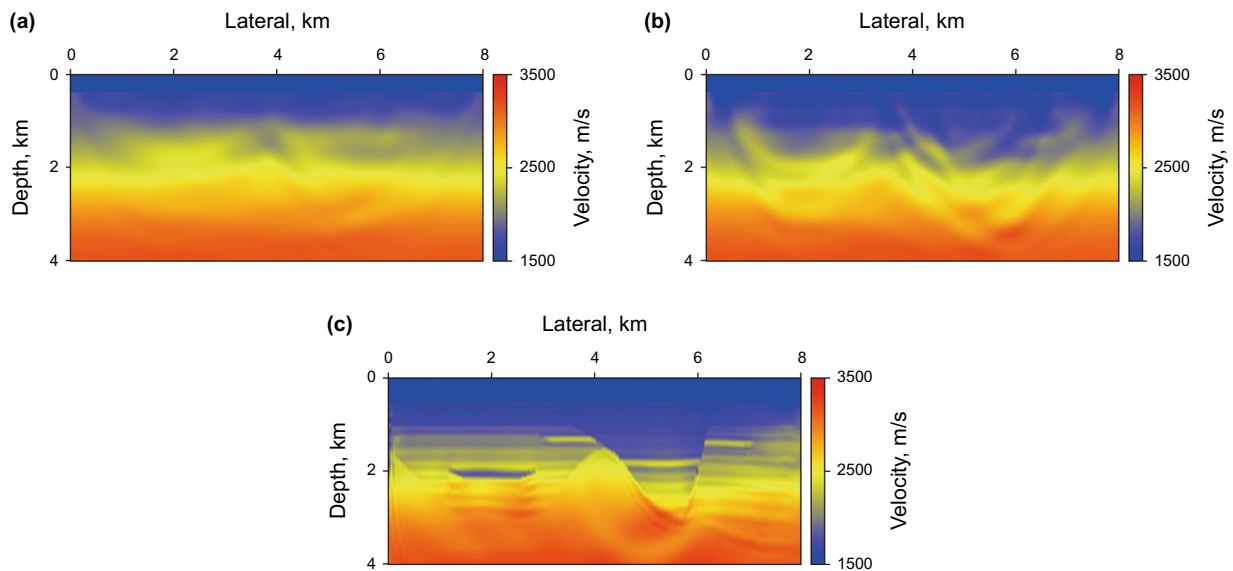 (a)
Lateral, km
0 2 4 6 8
0
2
4
Depth, km
3500
2500
1500
Velocity, m/s
(b)
Lateral, km
0 2 4 6 8
0
2
4
Depth, km
3500
2500
1500
Velocity, m/s
(c)
Lateral, km
0 2 4 6 8
0
2
4
Depth, km
3500
2500
1500
Velocity, m/s